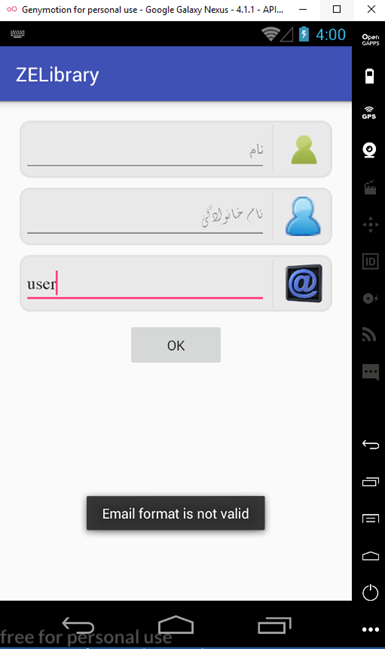 Genymotion for personal use - Google Galaxy Nexus - 4.1.1 - API...
4:00
Open
GAPPS
ZELibrary
GPS
نام
نام خانوادگی
ID
user
@
OK
Email format is not valid
free for personal use